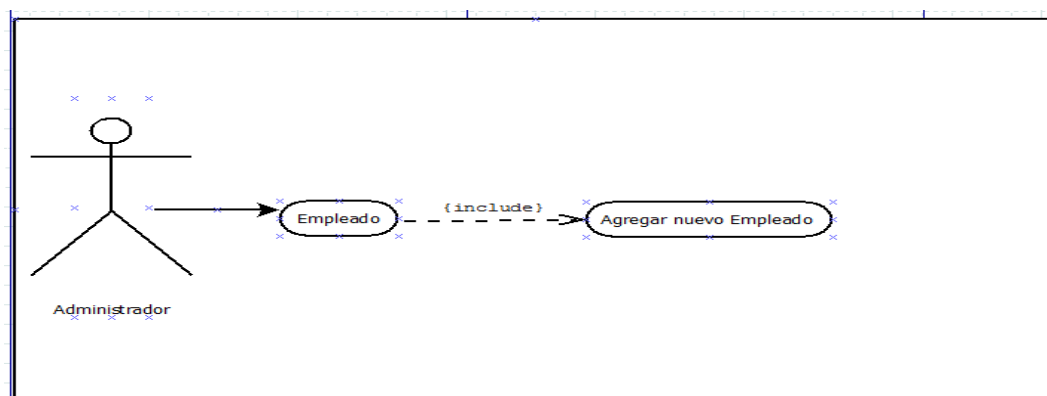 {include}
Empleado
Agregar nuevo Empleado
Administrador